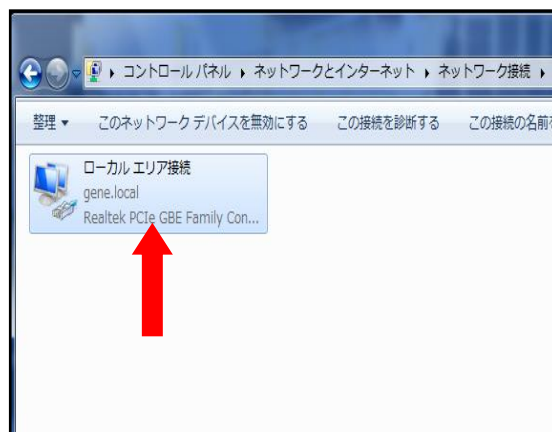 コントロール パネル ネットワークとインターネット ネットワーク接続
整理 このネットワーク デバイスを無効にする この接続を診断する この接続の名前
ローカル エリア接続
gene.local
Realtek PCIe GBE Family Con...